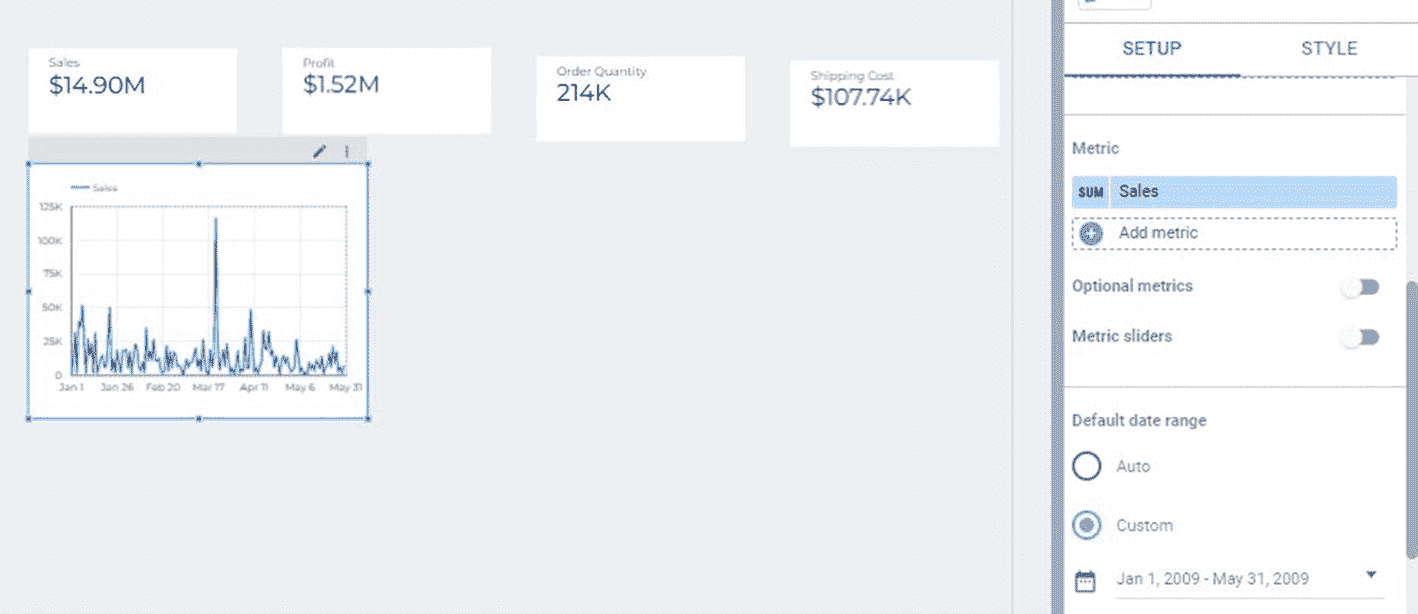 Sales
$14.90M
Profit
$1.52M
Order Quantity
214K
Shipping Cost
$107.74K
Sales
125K
100K
75K
50K
25K
0
Jan 1 Jan 26 Feb 20 Mar 17 Apr 11 May 6 May 31
SETUP STYLE
Metric
SUM Sales
Add metric
Optional metrics
Metric sliders
Default date range
Auto
Custom
Jan 1, 2009 - May 31, 2009